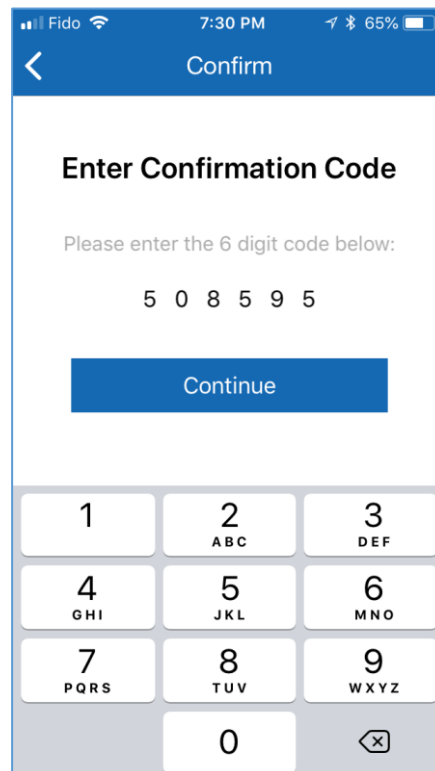 Fido 7:30 PM 65%
Confirm
Enter Confirmation Code
Please enter the 6 digit code below:
5 0 8 5 9 5
Continue
1 2 3
ABC DEF
4 5 6
GHI JKL MNO
7 8 9
PQRS TUV WXYZ
0